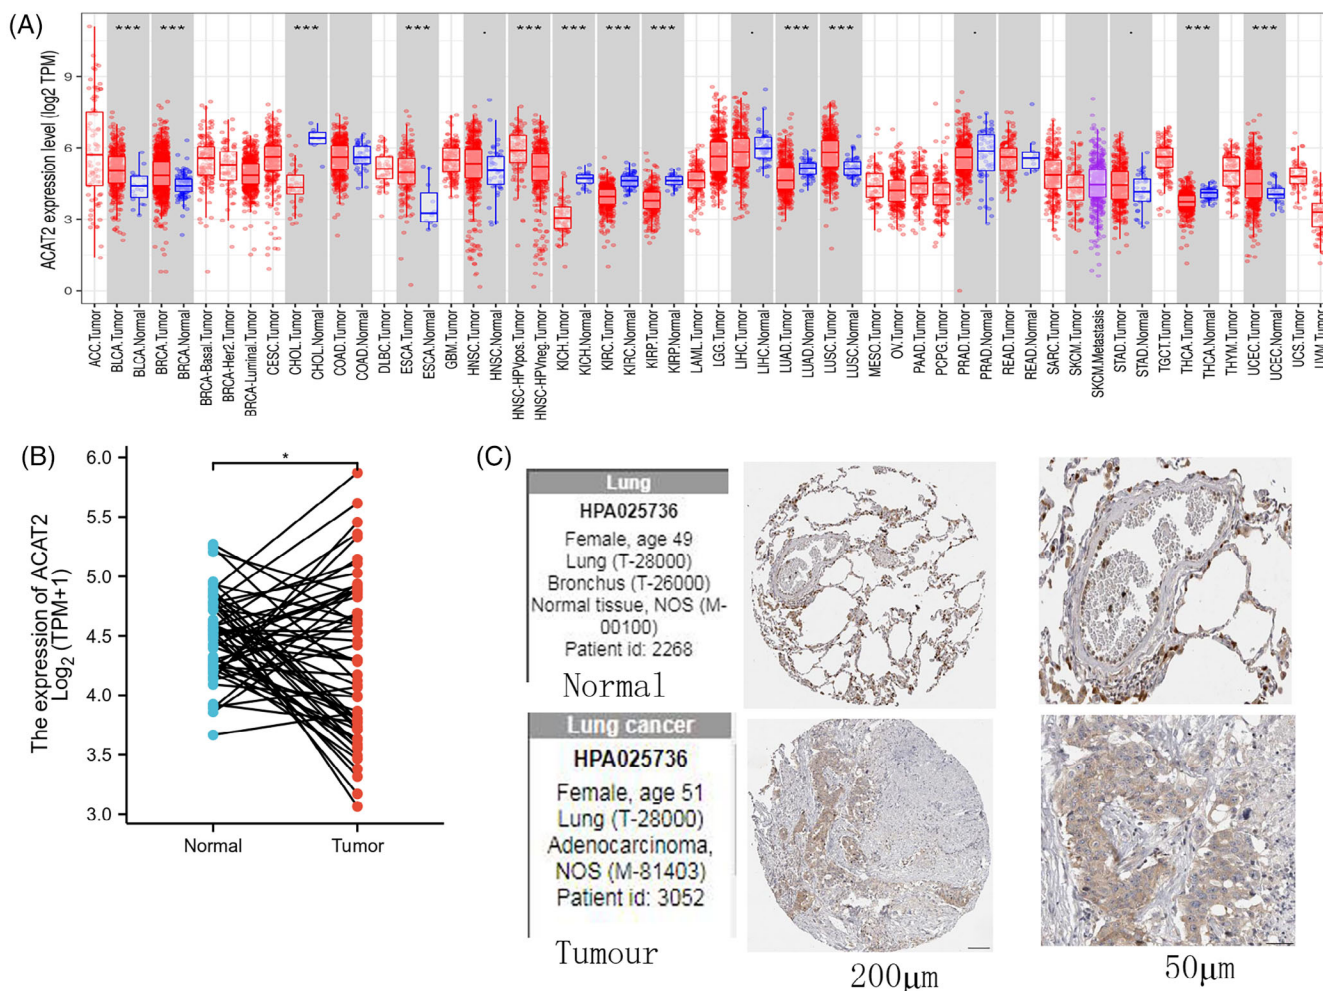 (A)
*** *** *** *** . *** *** *** *** . *** *** . . *** ***
ACAT2 expression level (log2 TPM)
9
6
3
0
ACC.Tumor
BLCA.Tumor
BLCA.Normal
BRCA.Tumor
BRCA.Normal
BRCA-Basal.Tumor
BRCA-Her2.Tumor
BRCA-Luminal.Tumor
CESC.Tumor
CHOL.Tumor
CHOL.Normal
COAD.Tumor
COAD.Normal
DLBC.Tumor
ESCA.Tumor
ESCA.Normal
GBM.Tumor
HNSC.Tumor
HNSC.Normal
HNSC-HPVpos.Tumor
HNSC-HPVneg.Tumor
KICH.Tumor
KICH.Normal
KIRC.Tumor
KIRC.Normal
KIRP.Tumor
KIRP.Normal
LAML.Tumor
LGG.Tumor
LIHC.Tumor
LIHC.Normal
LUAD.Tumor
LUAD.Normal
LUSC.Tumor
LUSC.Normal
MESO.Tumor
OV.Tumor
PAAD.Tumor
PCPG.Tumor
PRAD.Tumor
PRAD.Normal
READ.Tumor
READ.Normal
SARC.Tumor
SKCM.Tumor
SKCM.Metastasis
STAD.Tumor
STAD.Normal
TGCT.Tumor
THCA.Tumor
THCA.Normal
THYM.Tumor
UCEC.Tumor
UCEC.Normal
UCS.Tumor
UVM.Tumor
(B)
*
The expression of ACAT2
Log2 (TPM+1)
6.0
5.5
5.0
4.5
4.0
3.5
3.0
Normal
Tumor
(C)
Lung
HPA025736
Female, age 49
Lung (T-28000)
Bronchus (T-26000)
Normal tissue, NOS (M-
00100)
Patient id: 2268
Normal
Lung cancer
HPA025736
Female, age 51
Lung (T-28000)
Adenocarcinoma,
NOS (M-81403)
Patient id: 3052
Tumour
200μm
50μm